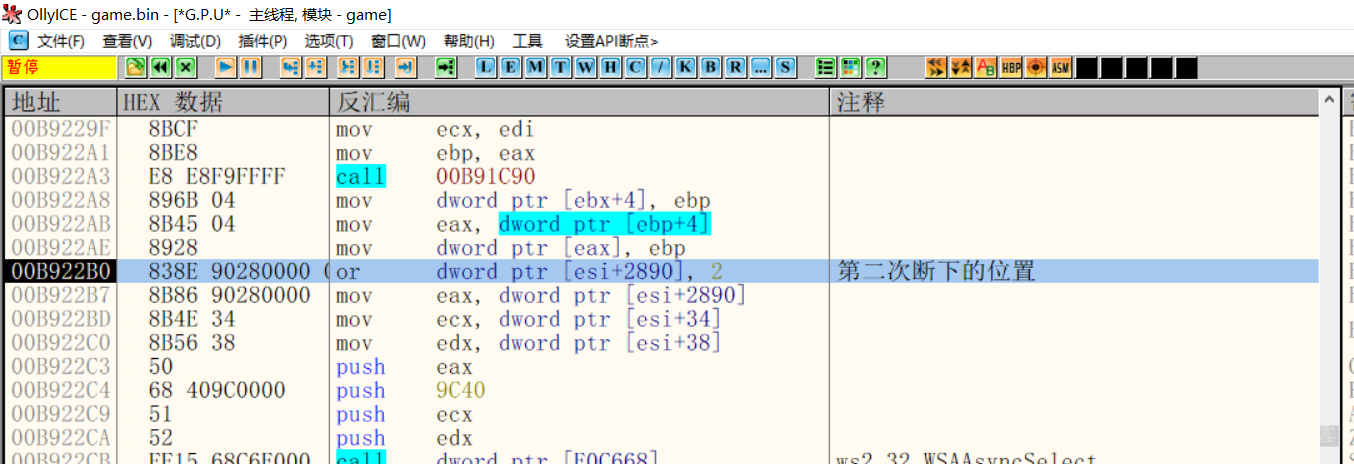 OllyICE - game.bin - [*G.P.U* - 主线程, 模块 - game]
文件(F) 查看(V) 调试(D) 插件(P) 选项(T) 窗口(W) 帮助(H) 工具 设置API断点>
暂停 L E M T W H C / K B R ... S ? HBP ASM
地址 HEX 数据 反汇编 注释
00B9229F 8BCF mov ecx, edi
00B922A1 8BE8 mov ebp, eax
00B922A3 E8 E8F9FFFF call 00B91C90
00B922A8 896B 04 mov dword ptr [ebx+4], ebp
00B922AB 8B45 04 mov eax, dword ptr [ebp+4]
00B922AE 8928 mov dword ptr [eax], ebp
00B922B0 838E 90280000 or dword ptr [esi+2890], 2 第二次断下的位置
00B922B7 8B86 90280000 mov eax, dword ptr [esi+2890]
00B922BD 8B4E 34 mov ecx, dword ptr [esi+34]
00B922C0 8B56 38 mov edx, dword ptr [esi+38]
00B922C3 50 push eax
00B922C4 68 409C0000 push 9C40
00B922C9 51 push ecx
00B922CA 52 push edx
00B922CB FF15 68C6E000 call dword ptr [E0C668] ws2_32.WSAAsyncSelect